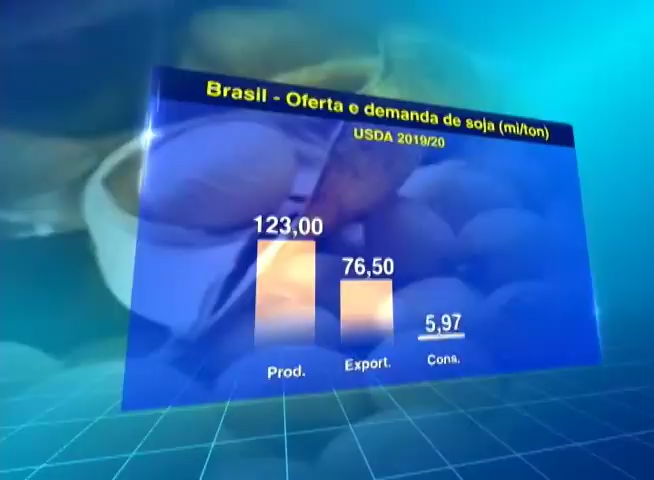 Brasil - Oferta e demanda de soja (mi/ton)
USDA 2019/20
123,00
76,50
5,97
Prod.
Export.
Cons.